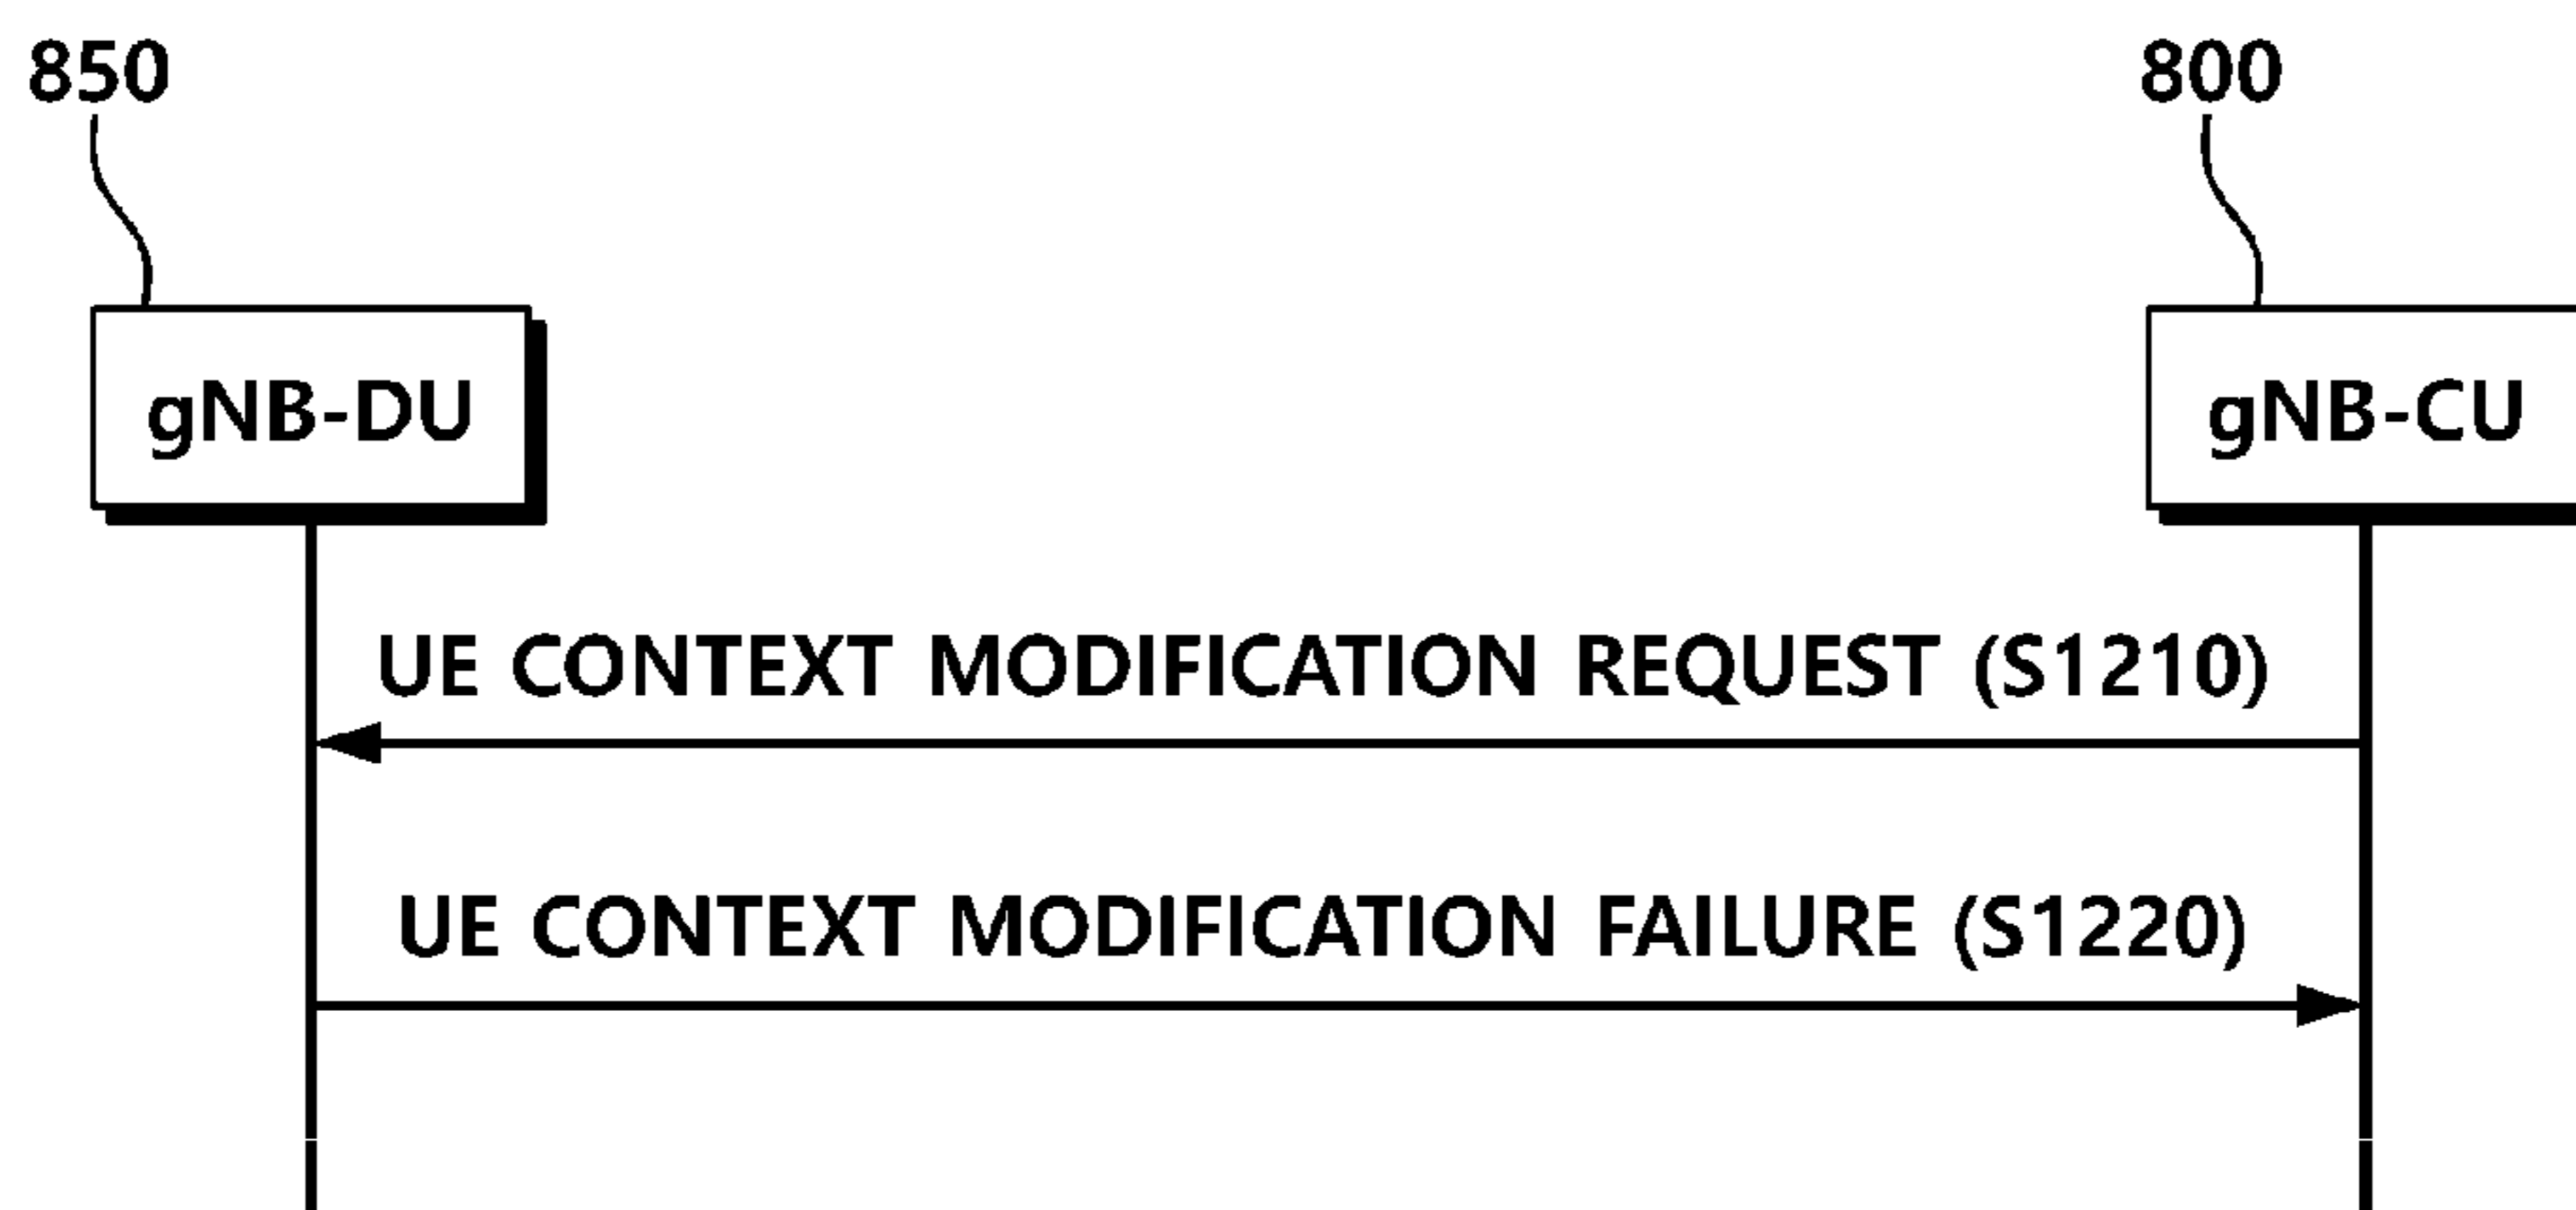 850
800
gNB-DU
gNB-CU
UE CONTEXT MODIFICATION REQUEST (S1210)
UE CONTEXT MODIFICATION FAILURE (S1220)